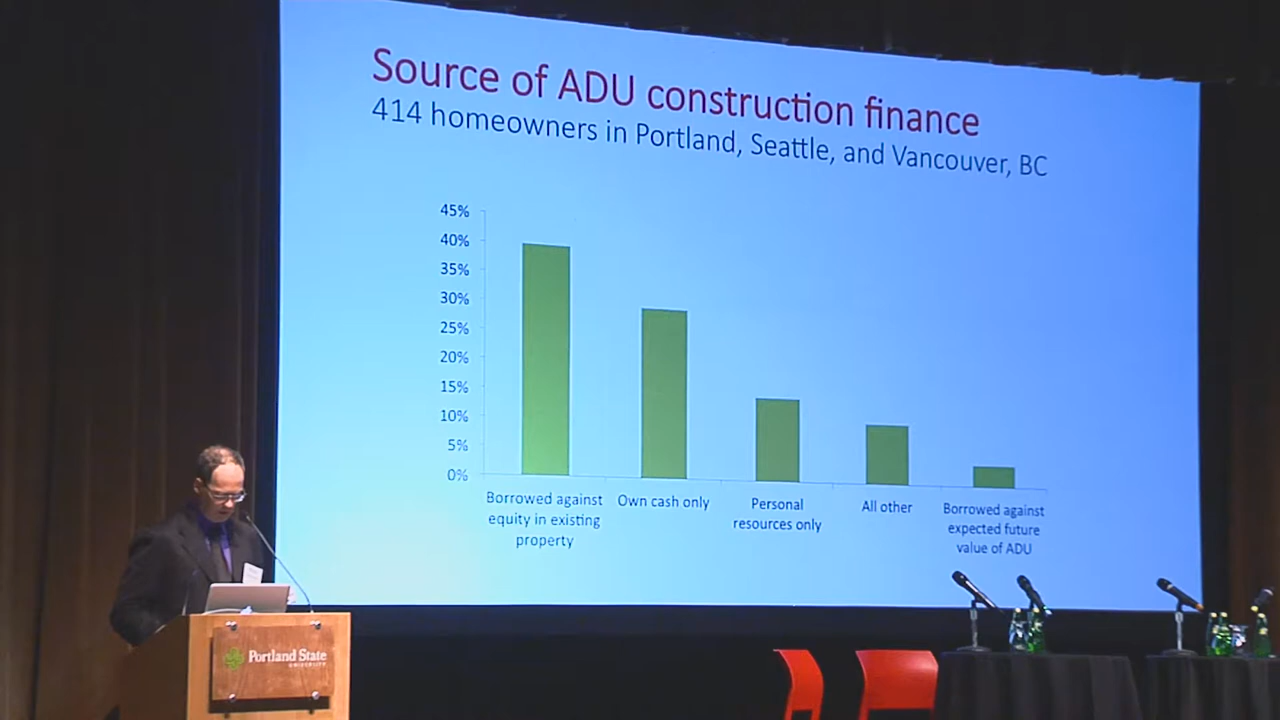 Source of ADU construction finance
414 homeowners in Portland, Seattle, and Vancouver, BC
45%
40%
35%
30%
25%
20%
15%
10%
5%
0%
Borrowed against
equity in existing
property
Own cash only
Personal
resources only
All other
Borrowed against
expected future
value of ADU
Portland State
UNIVERSITY